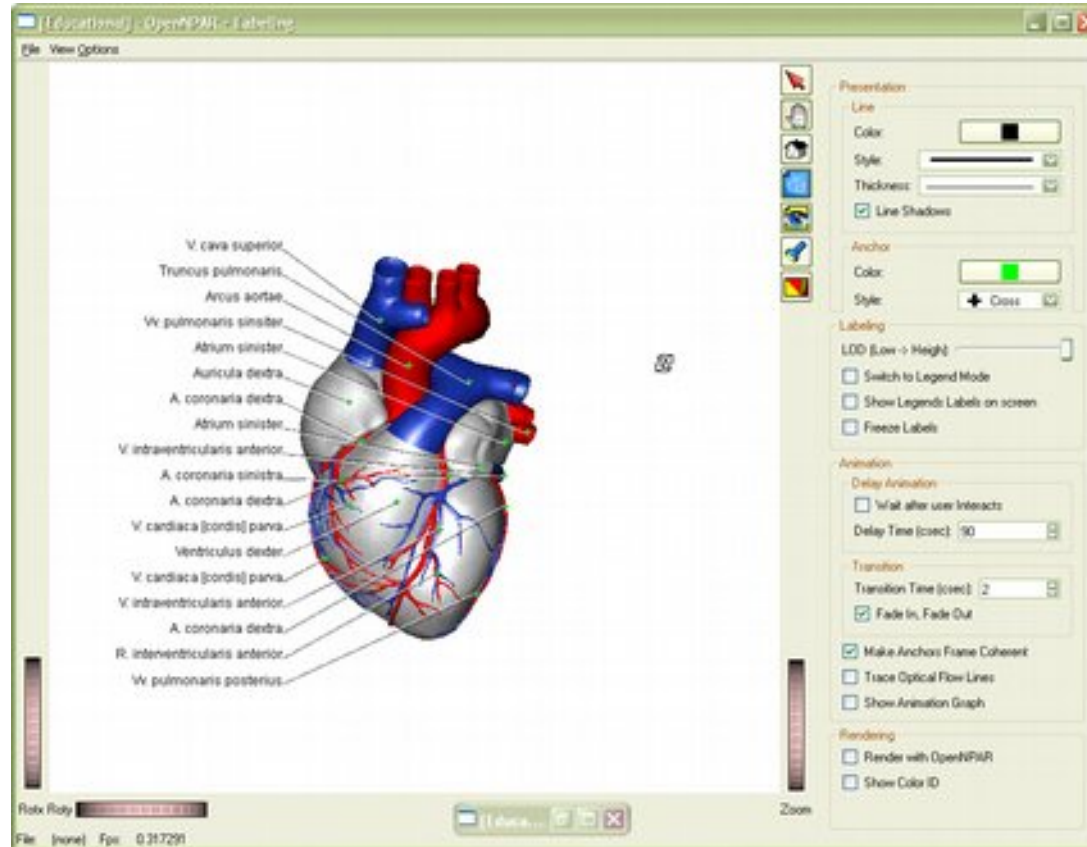 [Educational] - OpenNPAR - Labeling
File View Options
V. cava superior
Truncus pulmonaris
Arcus aortae
Vv. pulmonaris sinsiter
Atrium sinister
Auricula dextra
A. coronaria dextra
Atrium sinister
V. intraventricularis anterior
A. coronaria sinistra
A. coronaria dextra
V. cardiaca [cordis] parva
Ventriculus dexter
V. cardiaca [cordis] parva
V. intraventricularis anterior
A. coronaria dextra
R. interventricularis anterior
Vv. pulmonaris posterius
Rotx Roty
Zoom
File: (none) Fps: 0.317291
[Educa...
Presentation
Line
Color:
Style:
Thickness:
Line Shadows
Anchor
Color:
Style: Cross
Labeling
LOD (Low -> Heigh)
Switch to Legend Mode
Show Legends Labels on screen
Freeze Labels
Animation
Delay Animation
Wait after user Interacts
Delay Time (csec): 90
Transition
Transition Time (csec): 2
Fade In, Fade Out
Make Anchors Frame Coherent
Trace Optical Flow Lines
Show Animation Graph
Rendering
Render with OpenNPAR
Show Color ID